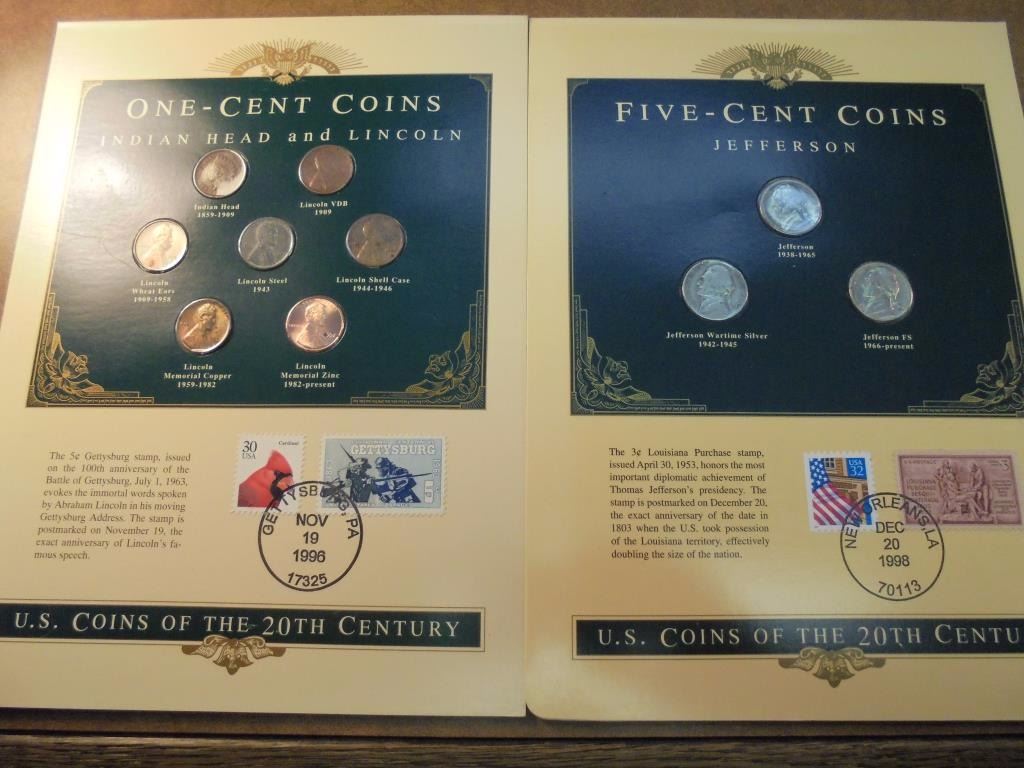 ONE-CENT COINS
INDIAN HEAD and LINCOLN
Indian Head
1859-1909
Lincoln VDB
1909
Lincoln
Wheat Ears
1909-1958
Lincoln Steel
1943
Lincoln Shell Case
1944-1946
Lincoln
Memorial Copper
1959-1982
Lincoln
Memorial Zinc
1982-present
The 5¢ Gettysburg stamp, issued
on the 100th anniversary of the
Battle of Gettysburg, July 1, 1963,
evokes the immortal words spoken
by Abraham Lincoln in his moving
Gettysburg Address. The stamp is
postmarked on November 19, the
exact anniversary of Lincoln's fa-
mous speech.
30
USA
Cardinal
GETTYSBURG
5
GETTYSBURG, PA
NOV
19
1996
17325
U.S. COINS OF THE 20TH CENTURY
FIVE-CENT COINS
JEFFERSON
Jefferson
1938-1965
Jefferson Wartime Silver
1942-1945
Jefferson FS
1966-present
The 3¢ Louisiana Purchase stamp,
issued April 30, 1953, honors the most
important diplomatic achievement of
Thomas Jefferson's presidency. The
stamp is postmarked on December 20,
the exact anniversary of the date in
1803 when the U.S. took possession
of the Louisiana territory, effectively
doubling the size of the nation.
USA
32
U.S. POSTAGE
3
LOUISIANA
PURCHASE
NEW ORLEANS, LA
DEC
20
1998
70113
U.S. COINS OF THE 20TH CENTU